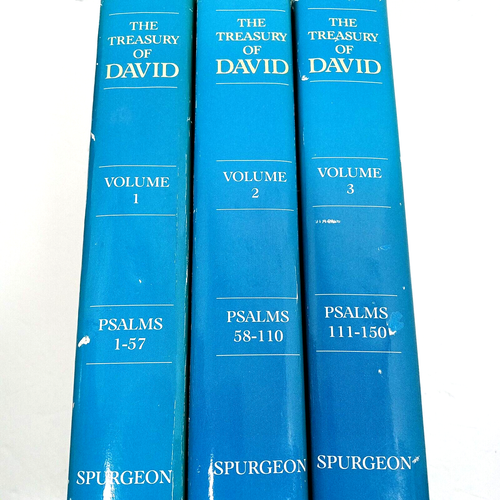 THE
TREASURY
OF
DAVID
VOLUME
1
PSALMS
1-57
SPURGEON
THE
TREASURY
OF
DAVID
VOLUME
2
PSALMS
58-110
SPURGEON
THE
TREASURY
OF
DAVID
VOLUME
3
PSALMS
111-150
SPURGEON